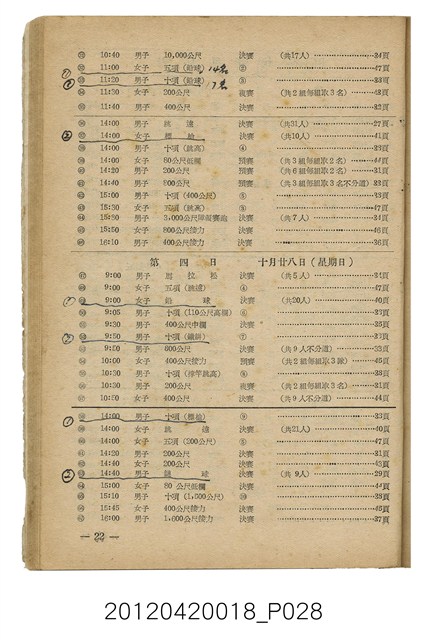 10:40 男子 10,000公尺 決賽 (共17人) 34頁
11:00 女子 五項(鉛球) 14名 47頁
11:20 男子 十項(鉛球) 17名 33頁
11:30 女子 200公尺 複賽 (共2組每組取3名) 43頁
11:40 男子 400公尺 決賽 32頁
14:00 男子 跳遠 決賽 (共31人) 27頁
14:00 女子 標槍 決賽 (共10人) 41頁
14:00 男子 十項(跳高) ④ 33頁
14:00 女子 80公尺低欄 預賽 (共3組每組取2名) 44頁
14:20 男子 200公尺 預賽 (共6組每組取2名) 31頁
14:40 男子 800公尺 預賽 (共3組每組取3名不分道) 33頁
15:00 男子 十項(400公尺) ⑤ 33頁
15:30 女子 五項(跳高) ③ 47頁
15:30 男子 3,000公尺障碍賽跑 決賽 (共7人) 34頁
15:50 女子 800公尺接力 決賽 46頁
16:10 男子 400公尺接力 決賽 36頁
第四日 十月廿八日(星期日)
9:00 男子 馬拉松 決賽 (共5人) 34頁
9:00 女子 五項(跳遠) ④ 47頁
9:00 女子 鉛球 決賽 (共20人) 40頁
9:05 男子 十項(110公尺高欄) ⑥ 33頁
9:30 男子 400公尺中欄 決賽 35頁
9:50 男子 十項(鐵餅) ⑦ 33頁
9:50 男子 800公尺 決賽 (共9人不分道) 33頁
10:00 女子 400公尺接力 預賽 (共2組每組取3隊) 45頁
10:30 男子 十項(撑竿跳高) ⑧ 33頁
10:30 男子 200公尺 複賽 (共2組每組取3名) 31頁
10:50 女子 400公尺 決賽 (共9人不分道) 44頁
14:00 男子 十項(標槍) ⑨ 33頁
14:00 女子 跳遠 決賽 (共21人) 40頁
14:00 女子 五項(200公尺) ⑤ 47頁
14:20 男子 200公尺 決賽 31頁
14:40 女子 200公尺 決賽 43頁
14:40 男子 鏈球 決賽 (共9人) 29頁
15:00 女子 80公尺低欄 決賽 44頁
15:10 男子 十項(1,500公尺) ⑩ 33頁
15:45 女子 400公尺接力 決賽 45頁
16:00 男子 1,600公尺接力 決賽 37頁
— 22 —
20120420018_P028